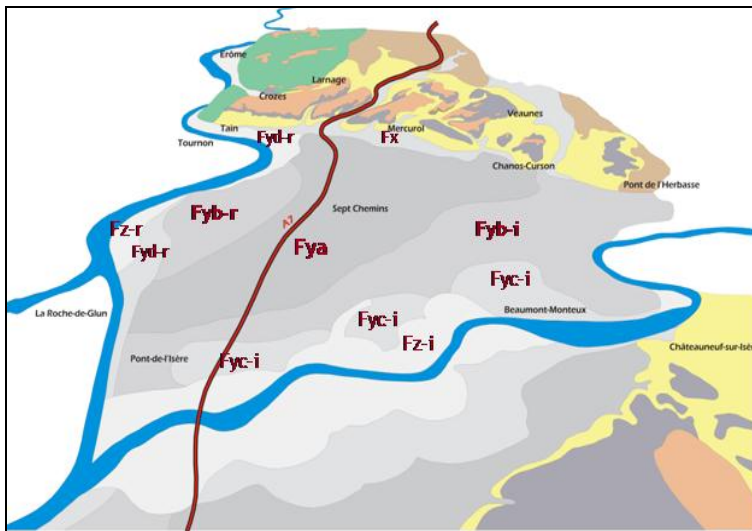 Erôme
Larnage
Crozes
Veaunes
Tain
Fyd-r
Mercurol
Fx
Tournon
Chanos-Curson
Pont de l'Herbasse
Fyb-r
Sept Chemins
A7
Fz-r
Fyb-i
Fyd-r
Fya
Fyc-i
La Roche-de-Glun
Beaumont-Monteux
Fyc-i
Fz-i
Pont-de-l'Isère
Fyc-i
Châteauneuf-sur-Isè